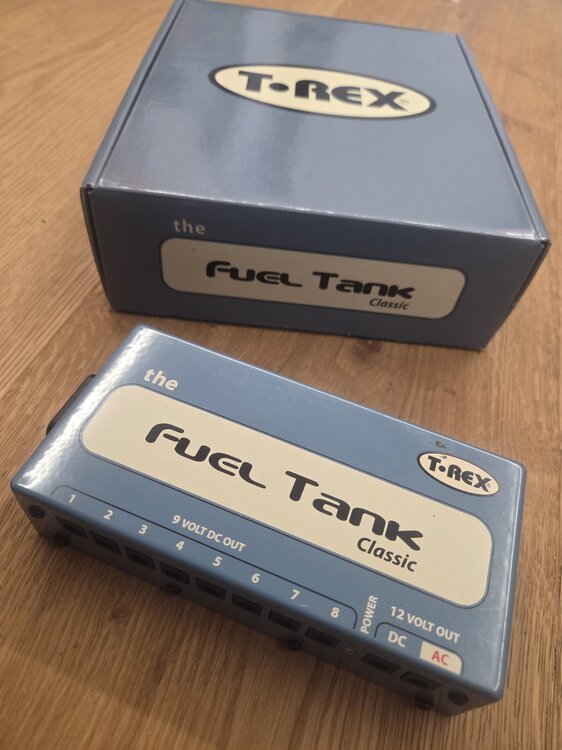 T•REX®
the
FUEL TANK
Classic
the
FUEL TANK
Classic
T•REX
1 2 3 4 5 6 7 8
9 VOLT DC OUT
POWER
12 VOLT OUT
DC AC